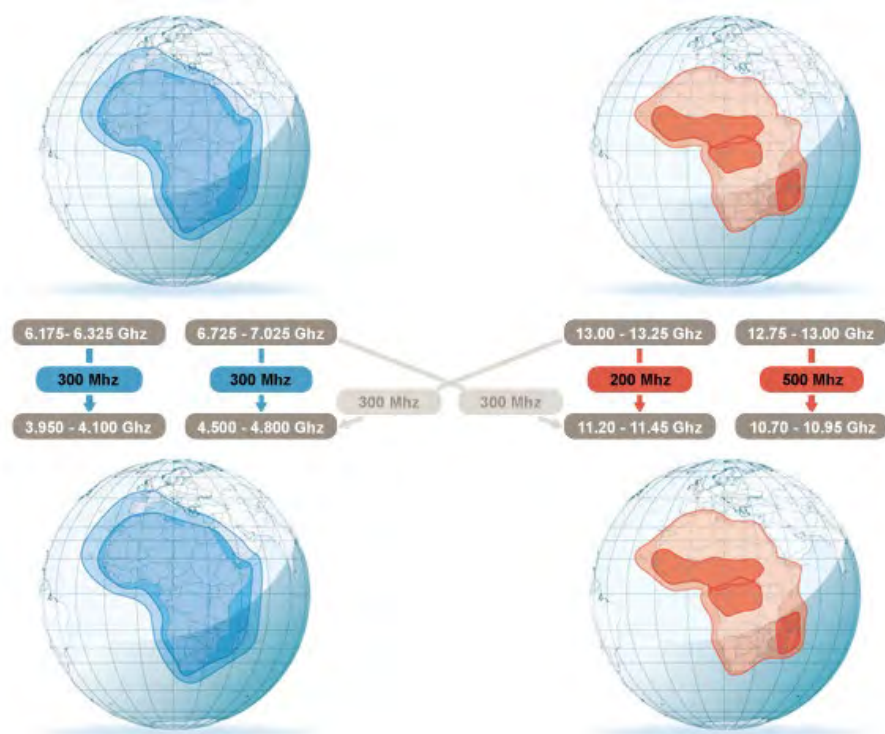 6.175- 6.325 Ghz
6.725 - 7.025 Ghz
13.00 - 13.25 Ghz
12.75 - 13.00 Ghz
300 Mhz
300 Mhz
200 Mhz
500 Mhz
300 Mhz
300 Mhz
3.950 - 4.100 Ghz
4.500 - 4.800 Ghz
11.20 - 11.45 Ghz
10.70 - 10.95 Ghz